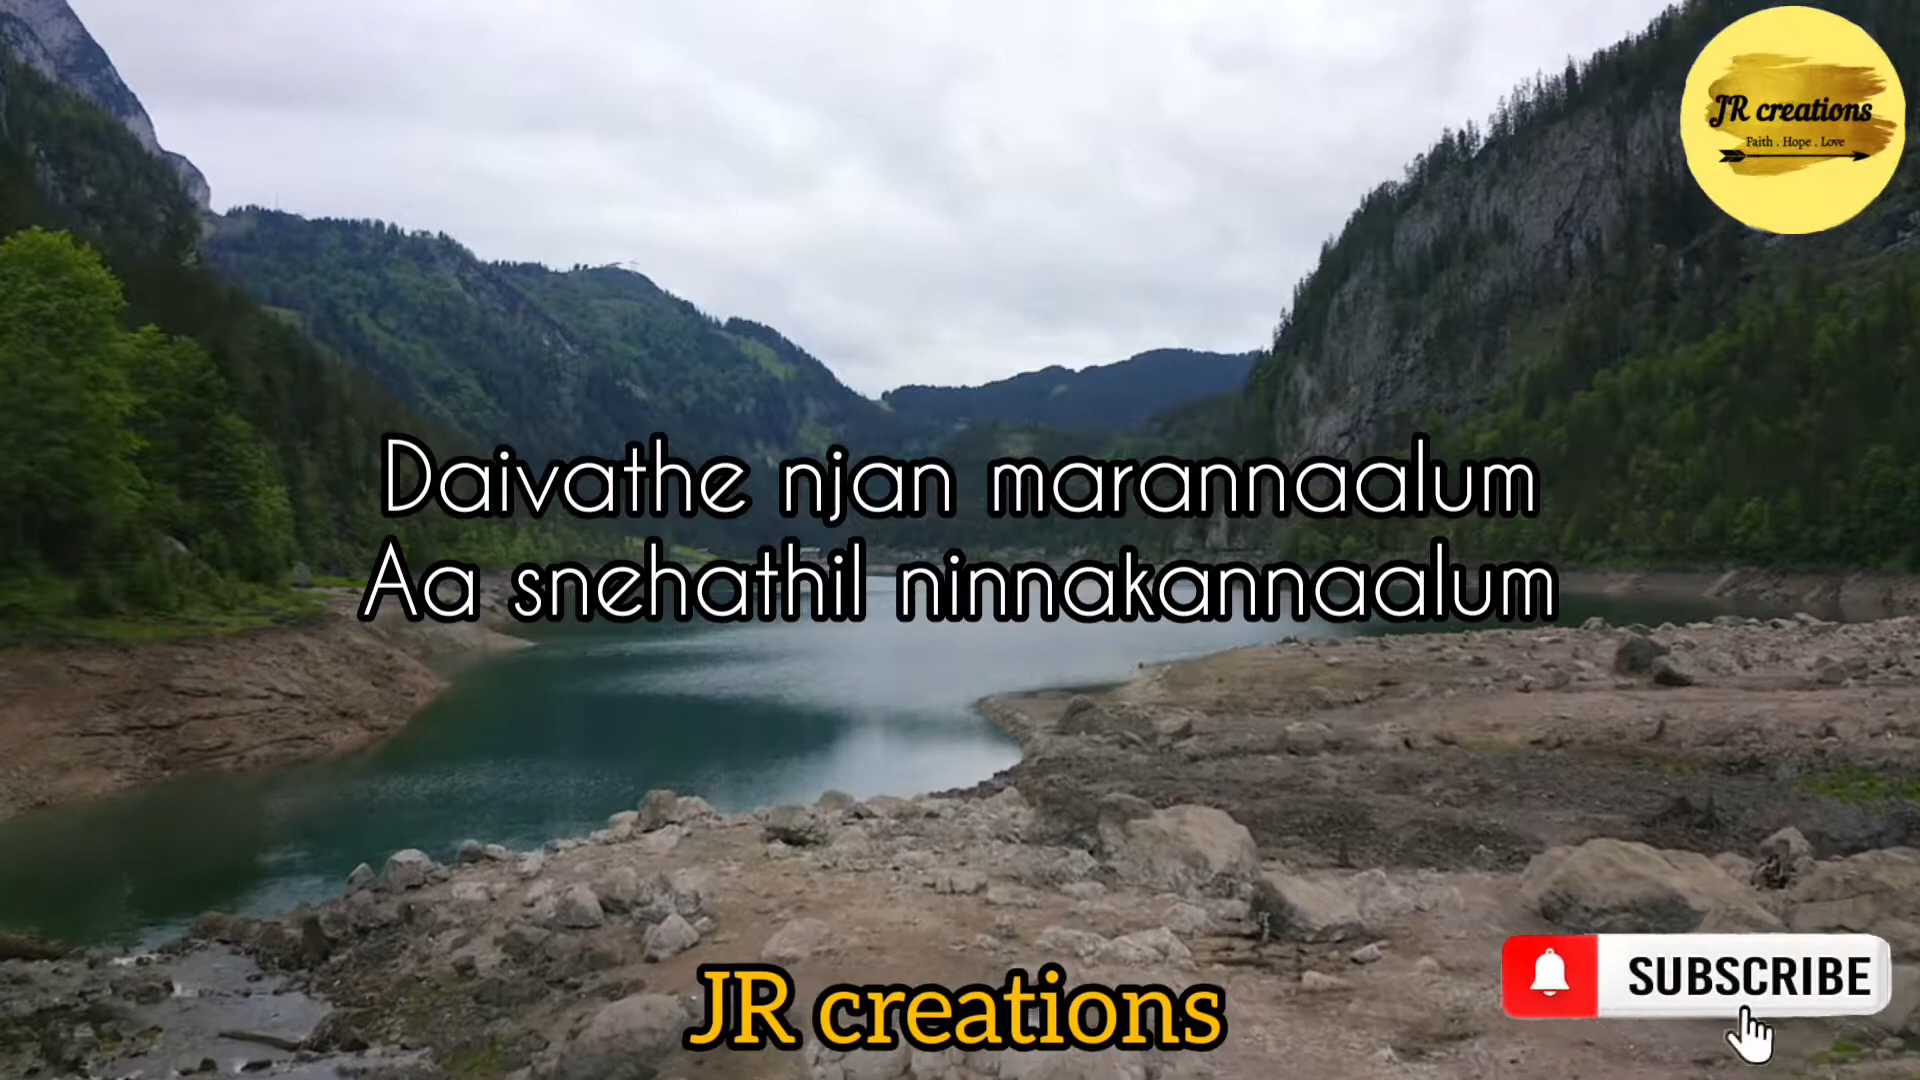 JR creations
Faith . Hope . Love
Daivathe njan marannaalum
Aa snehathil ninnakannaalum
SUBSCRIBE
JR creations